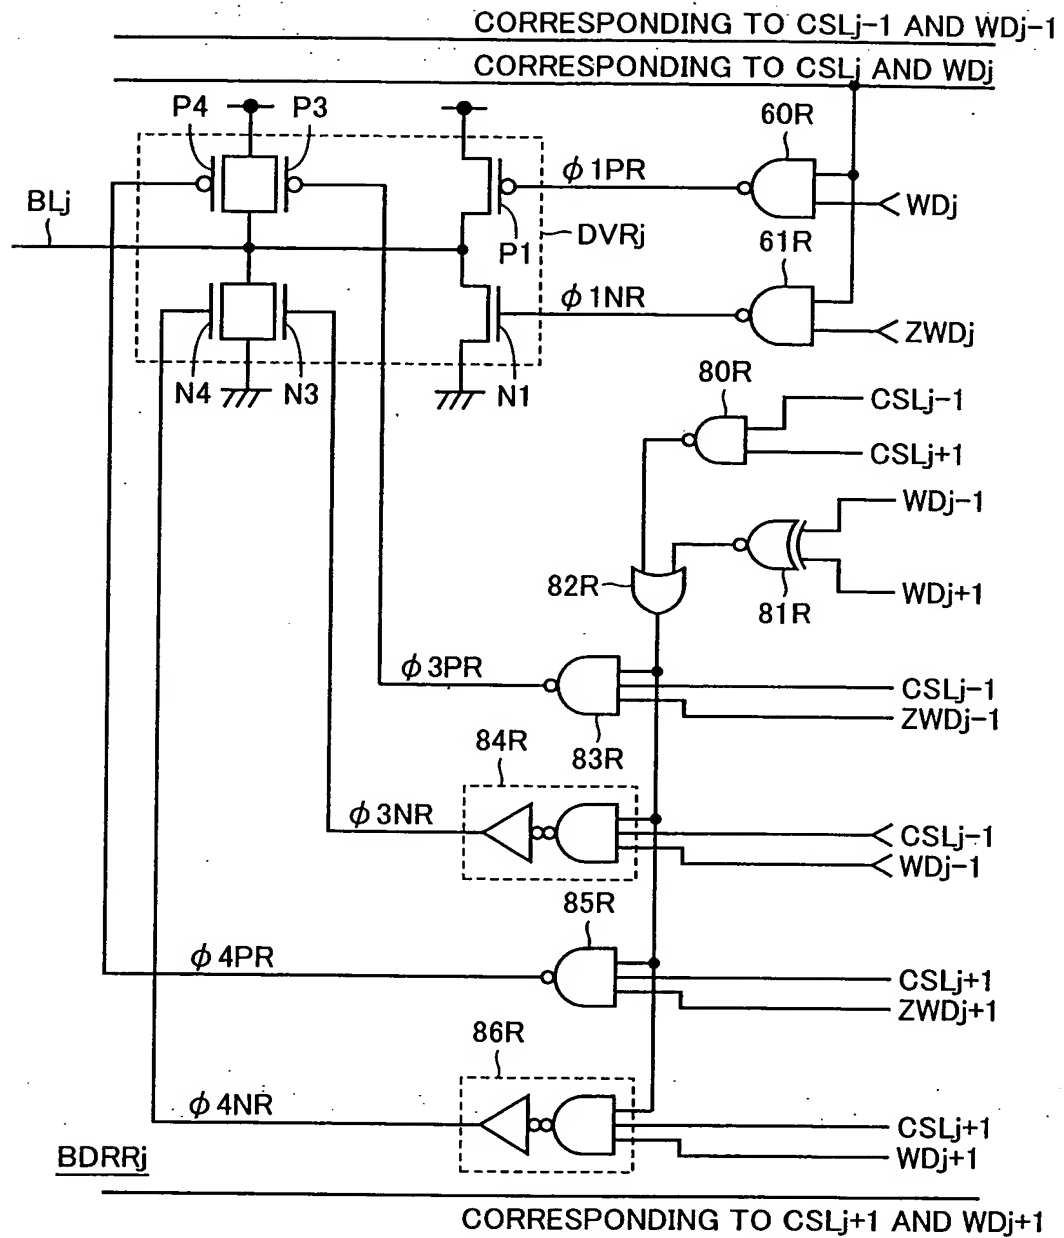 CORRESPONDING TO CSLj-1 AND WDj-1
CORRESPONDING TO CSLj AND WDj
P4
P3
60R
φ1PR
BLj
WDj
P1
DVRj
61R
φ1NR
ZWDj
N4
N3
N1
80R
CSLj-1
CSLj+1
WDj-1
82R
81R
WDj+1
φ3PR
CSLj-1
ZWDj-1
83R
84R
φ3NR
CSLj-1
WDj-1
85R
φ4PR
CSLj+1
ZWDj+1
86R
φ4NR
CSLj+1
WDj+1
BDRRj
CORRESPONDING TO CSLj+1 AND WDj+1